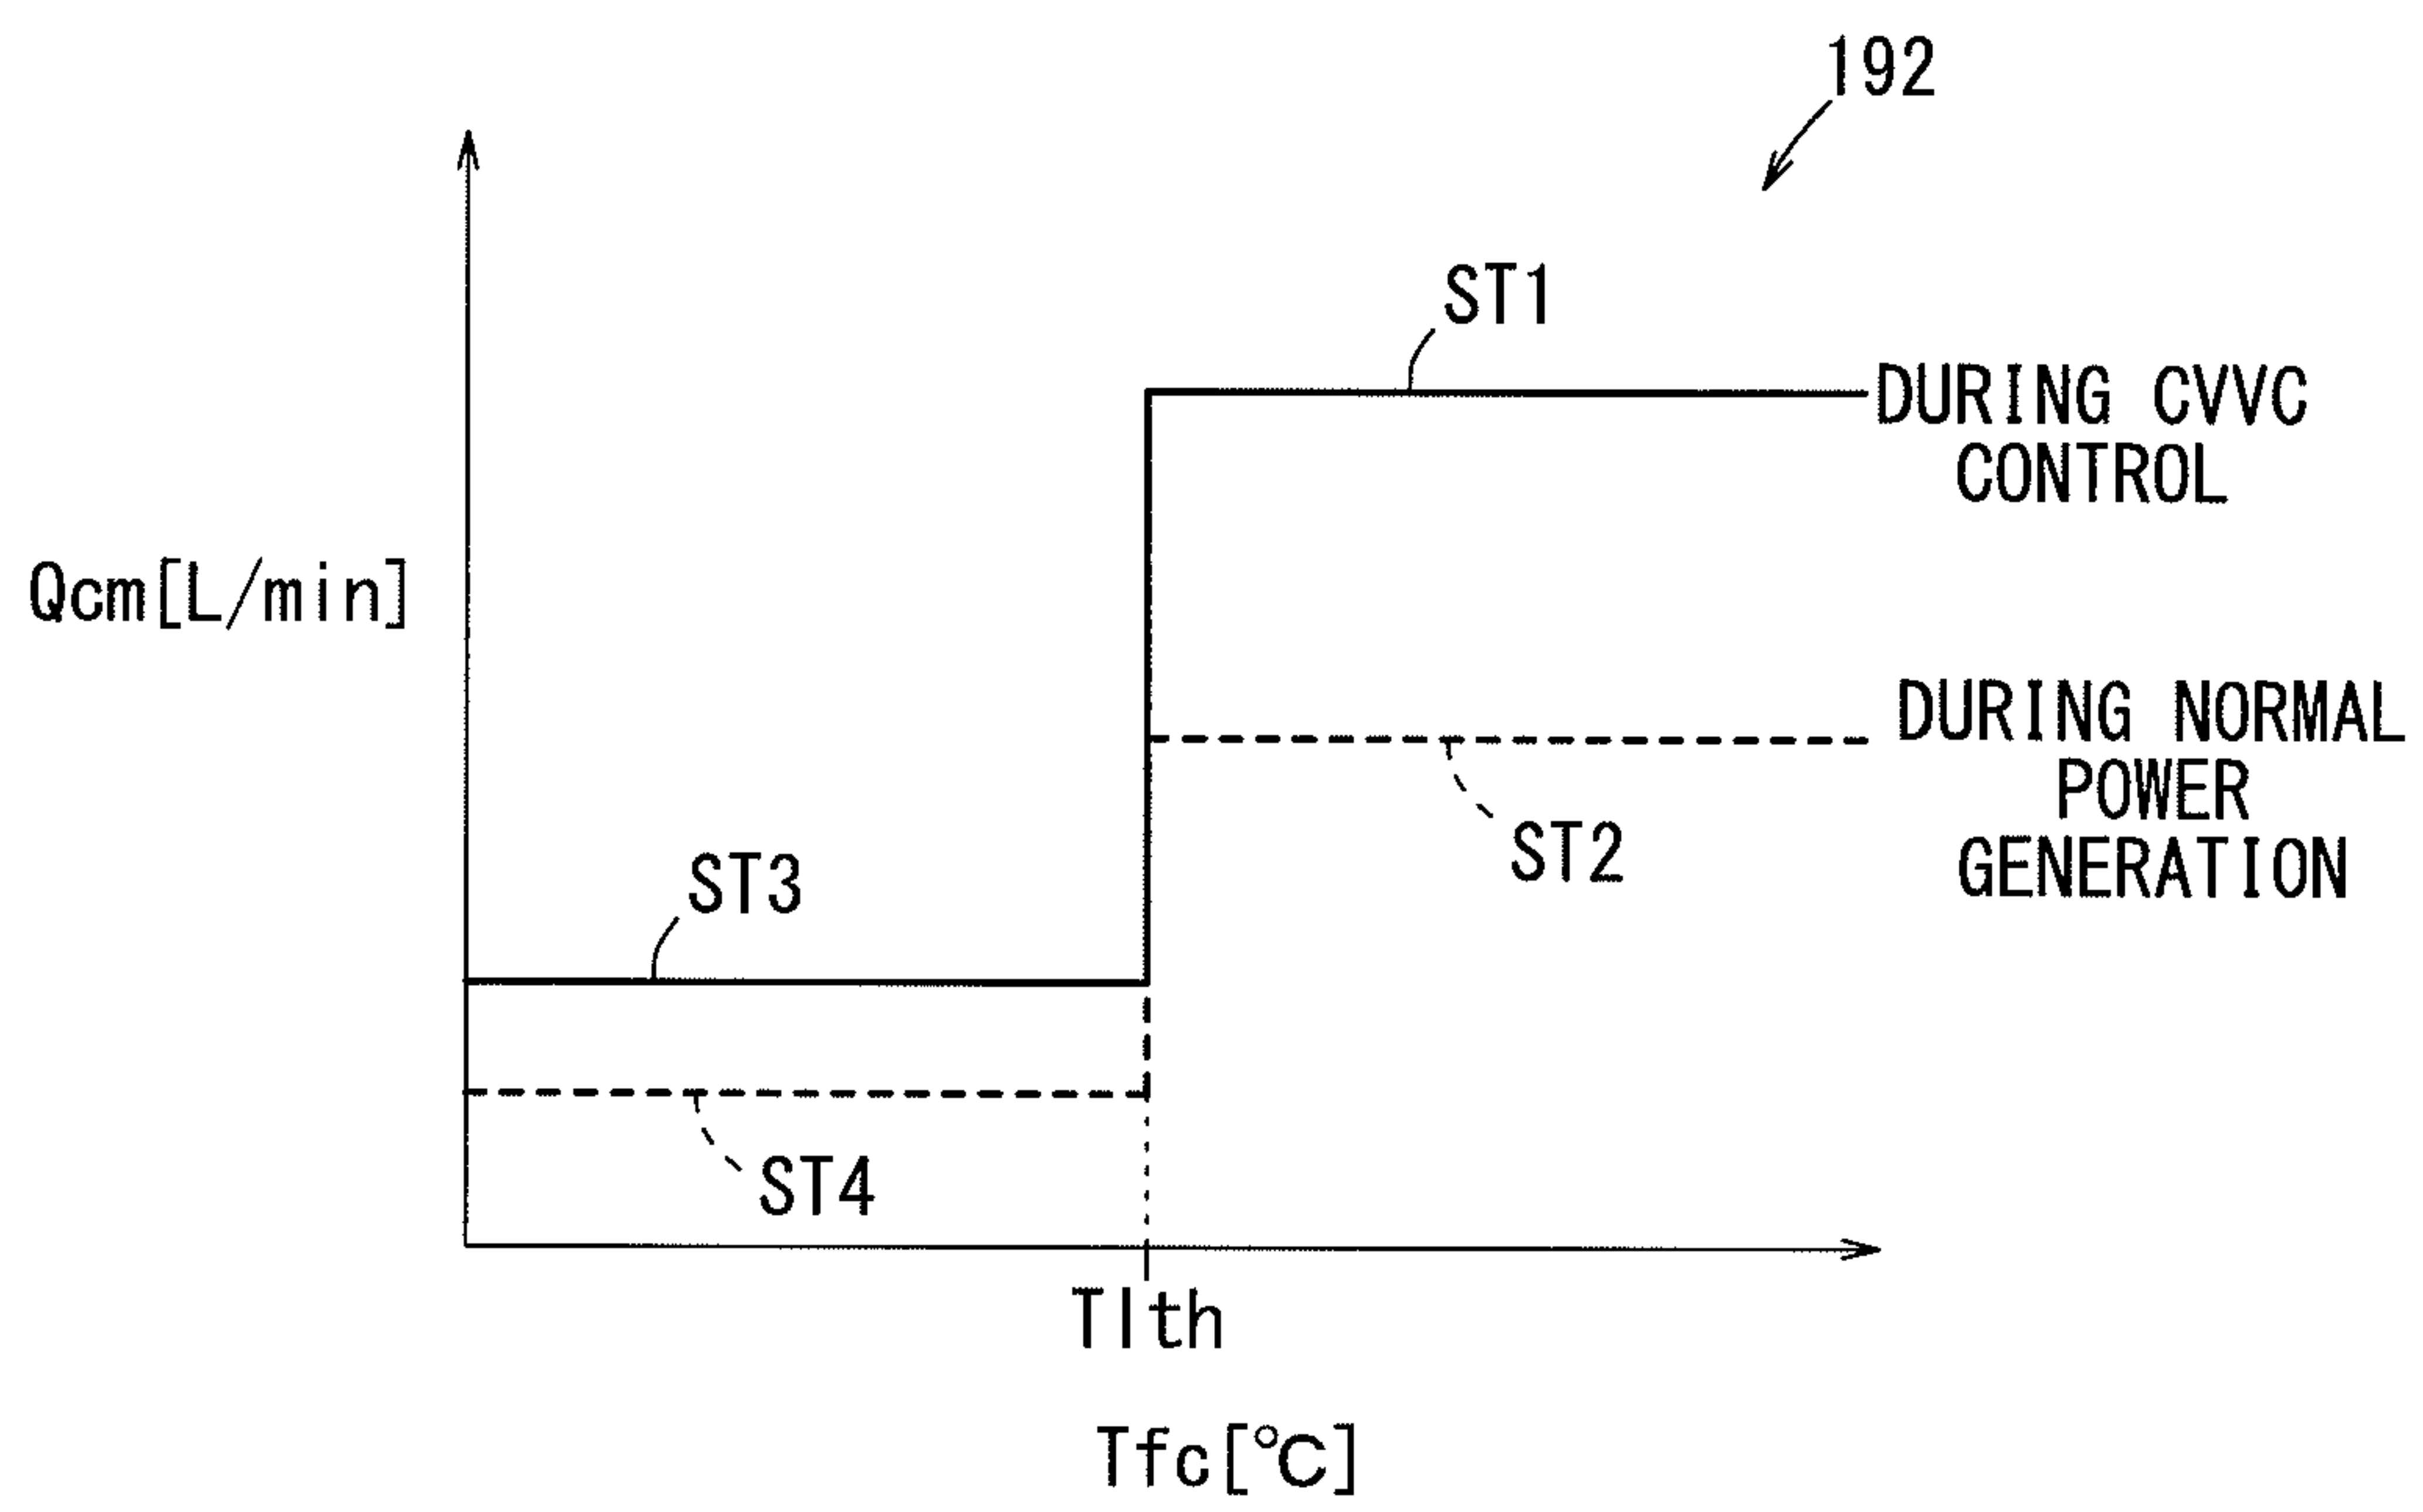 192
ST1
DURING CVVC
CONTROL
Qcm[L/min]
DURING NORMAL
POWER
GENERATION
ST2
ST3
ST4
Tlth
Tfc[℃]